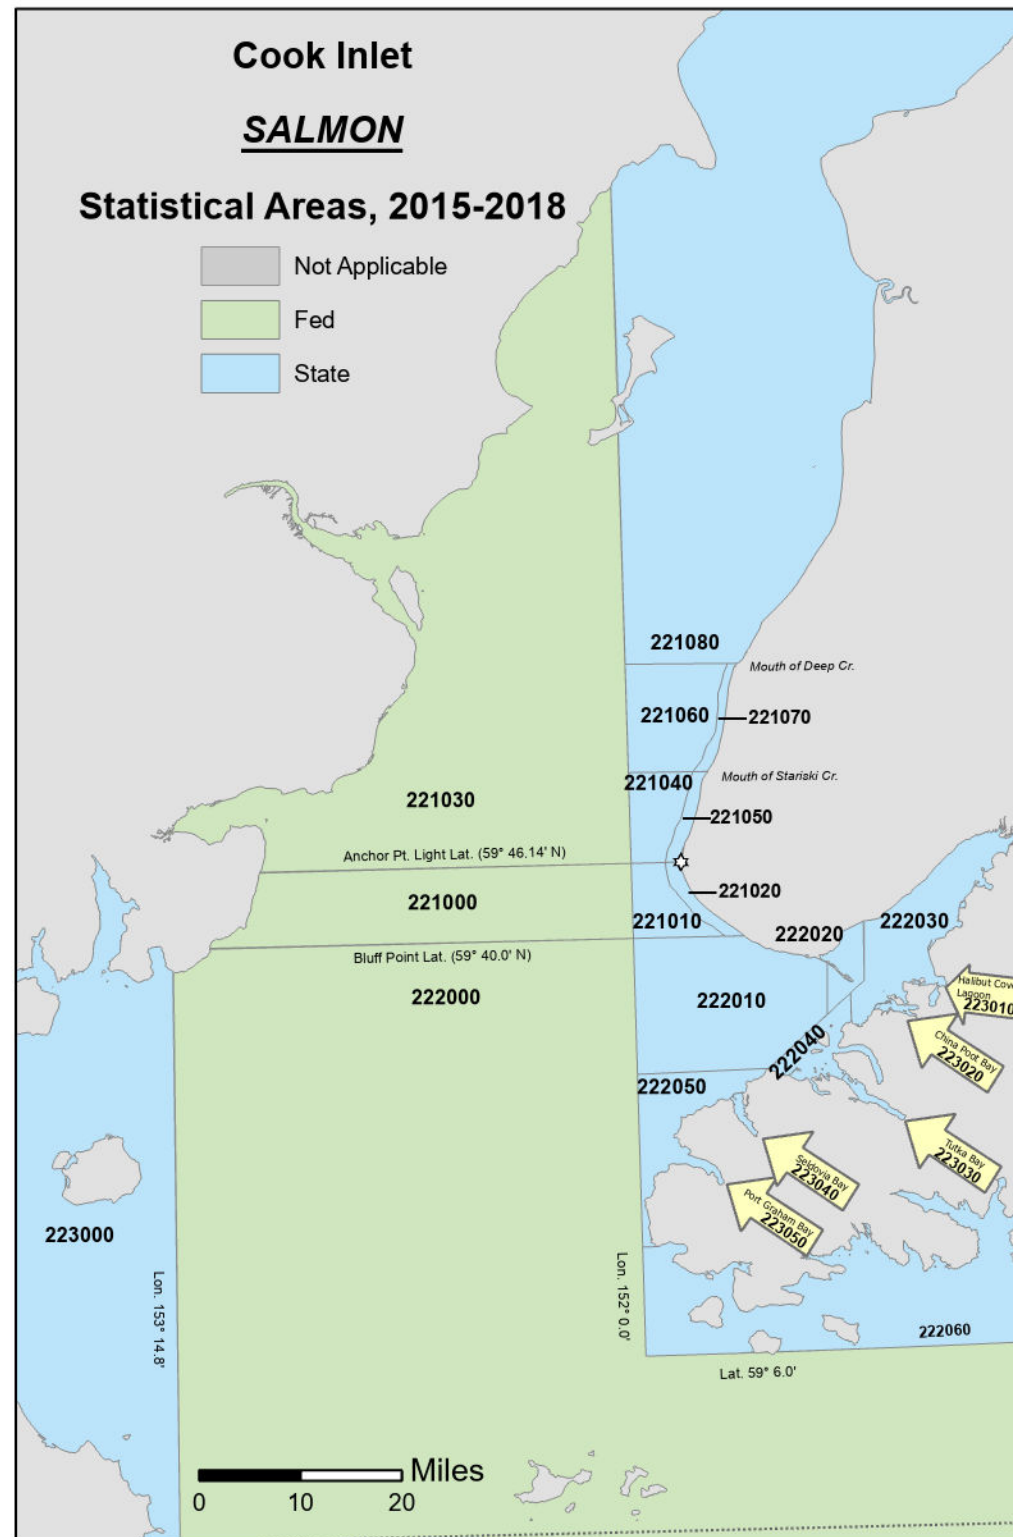 Cook Inlet
SALMON
Statistical Areas, 2015-2018
Not Applicable
Fed
State
221080
Mouth of Deep Cr.
221060
221070
Mouth of Stariski Cr.
221040
221030
221050
Anchor Pt. Light Lat. (59° 46.14' N)
221020
221000
221010
222020
222030
Bluff Point Lat. (59° 40.0' N)
222000
222010
Halibut Cove
Lagoon
223010
China Poot Bay
223020
222040
222050
Tutka Bay
223030
Seldovia Bay
223040
Port Graham Bay
223050
223000
Lon. 153° 14.8'
Lon. 152° 0.0'
222060
Lat. 59° 6.0'
Miles
0 10 20